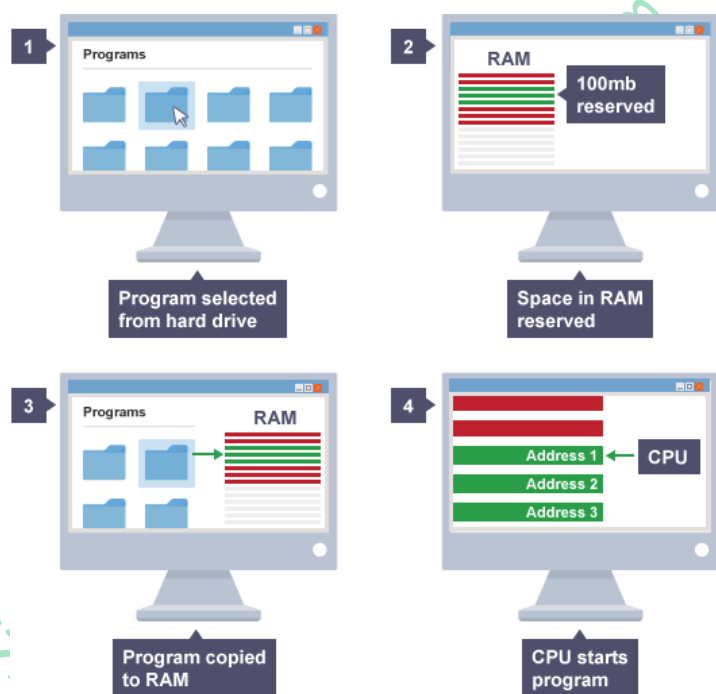 1
Programs
Program selected
from hard drive
2
RAM
100mb
reserved
Space in RAM
reserved
3
Programs
RAM
Program copied
to RAM
4
Address 1
CPU
Address 2
Address 3
CPU starts
program